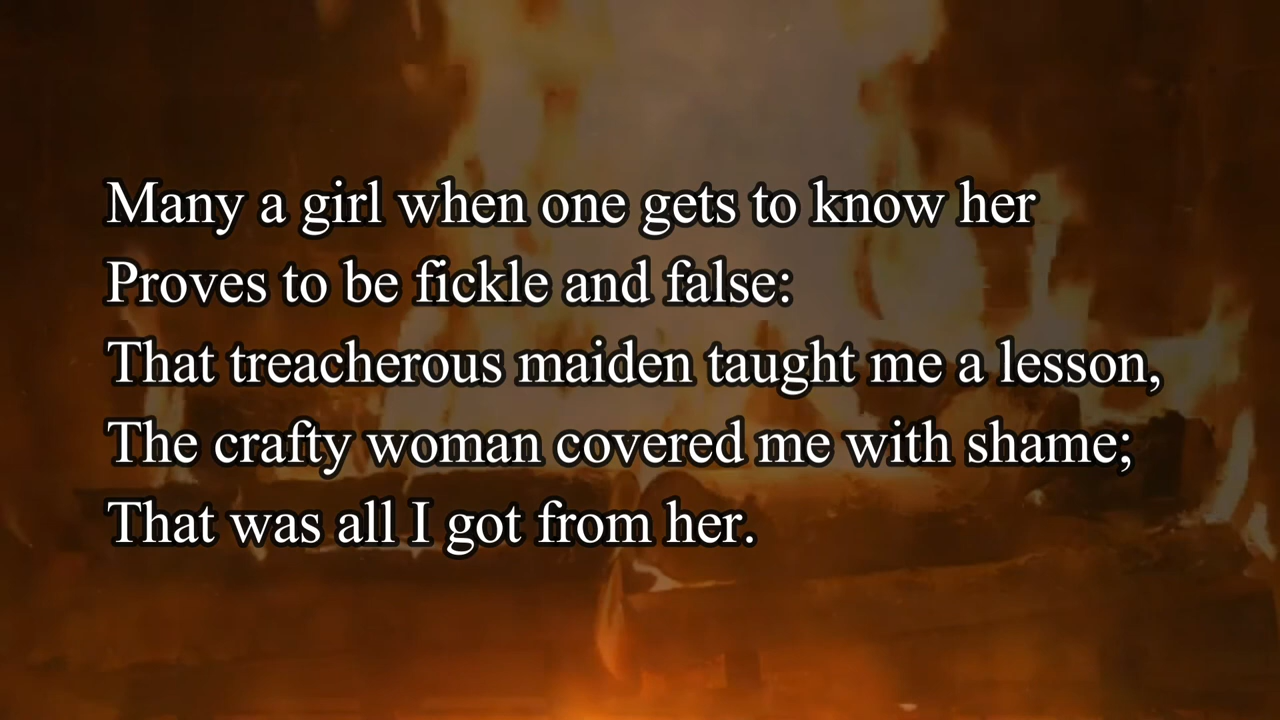 Many a girl when one gets to know her
Proves to be fickle and false:
That treacherous maiden taught me a lesson,
The crafty woman covered me with shame;
That was all I got from her.